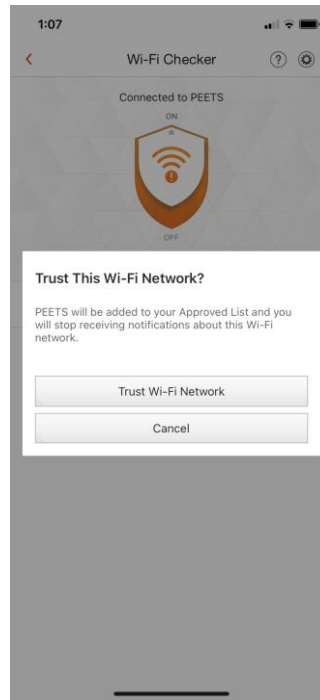 1:07
Wi-Fi Checker
Connected to PEETS
ON
OFF
Trust This Wi-Fi Network?
PEETS will be added to your Approved List and you
will stop receiving notifications about this Wi-Fi
network.
Trust Wi-Fi Network
Cancel